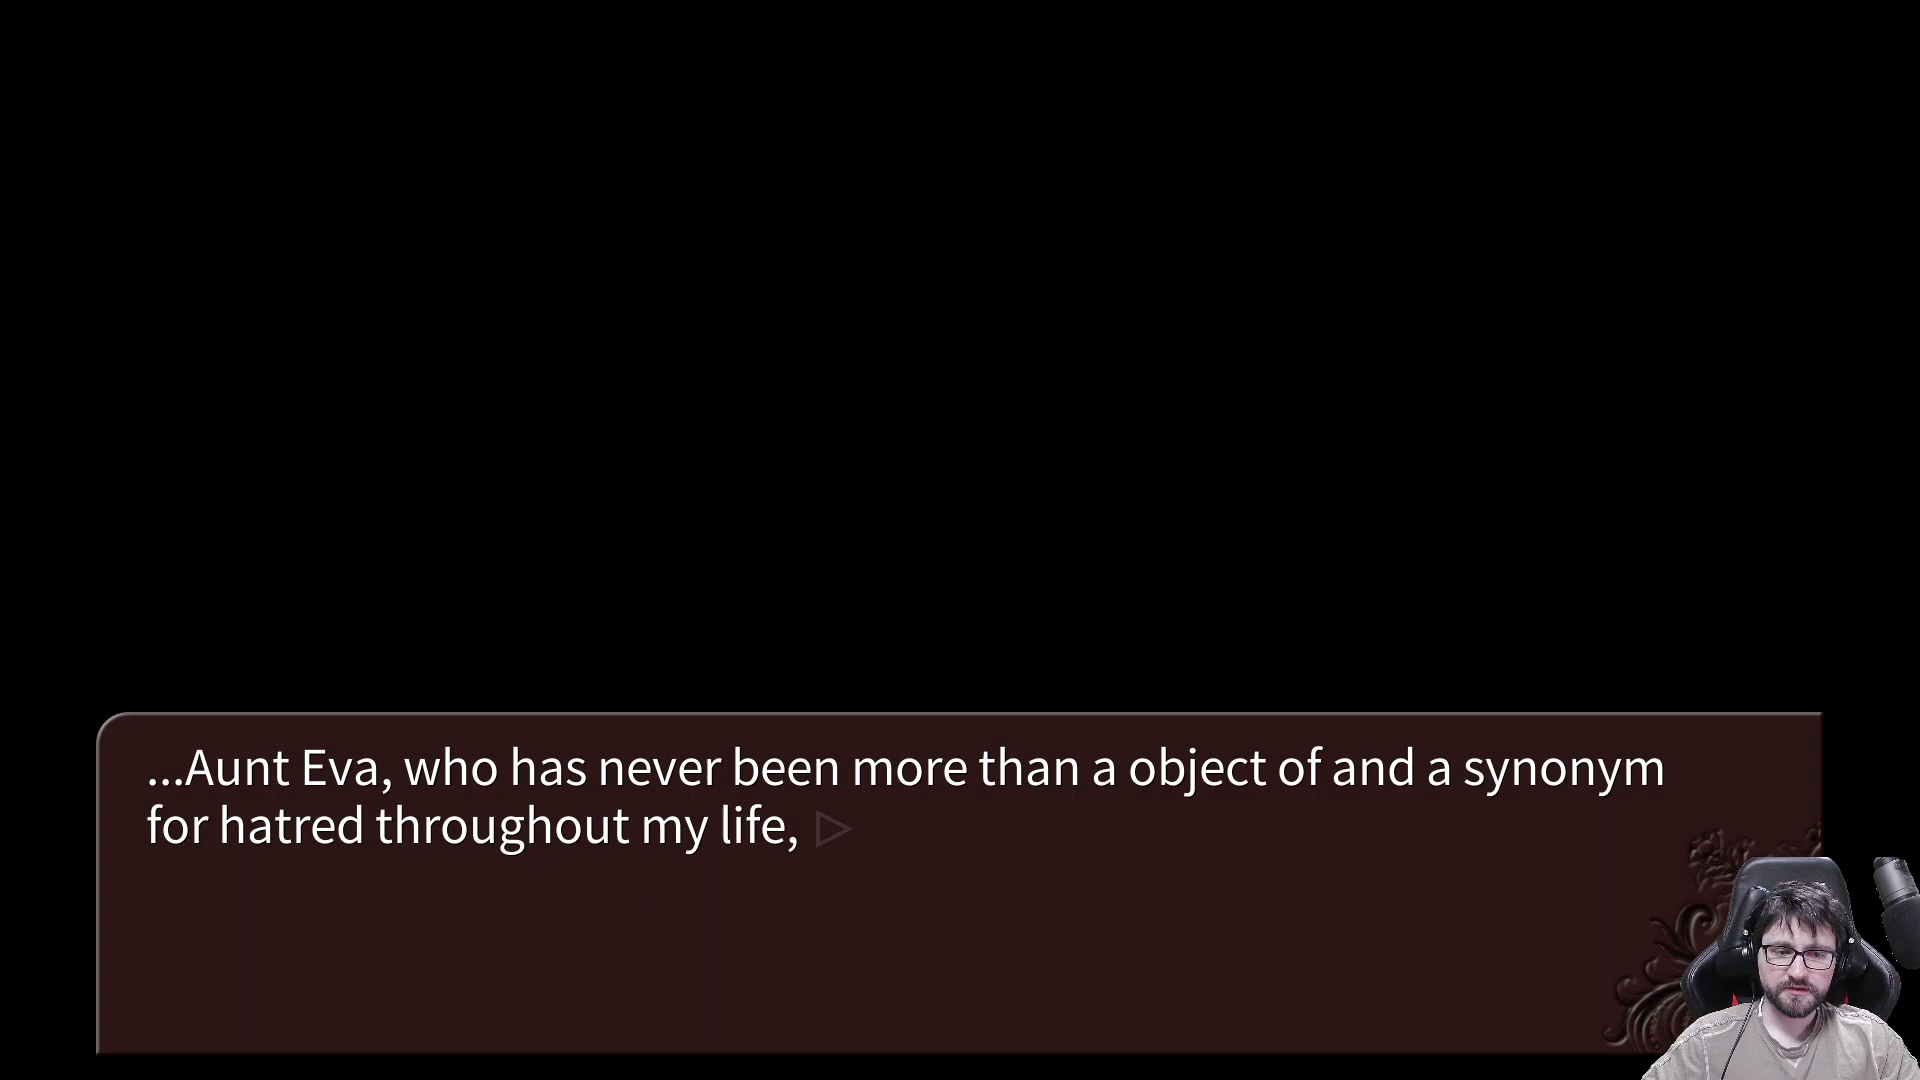 ...Aunt Eva, who has never been more than a object of and a synonym
for hatred throughout my life,